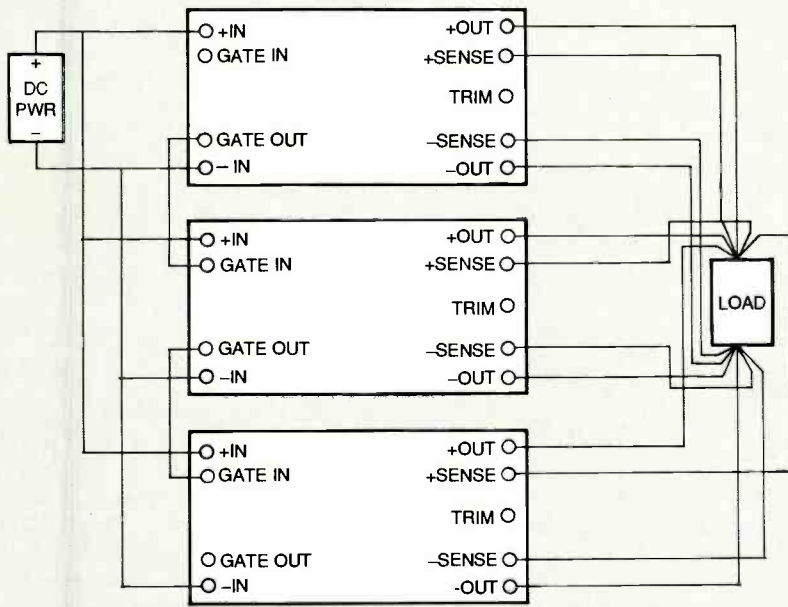 +
DC
PWR
−
+IN
GATE IN
GATE OUT
− IN
+OUT
+SENSE
TRIM
−SENSE
−OUT
+IN
GATE IN
GATE OUT
−IN
+OUT
+SENSE
TRIM
−SENSE
−OUT
+IN
GATE IN
GATE OUT
−IN
+OUT
+SENSE
TRIM
−SENSE
-OUT
LOAD